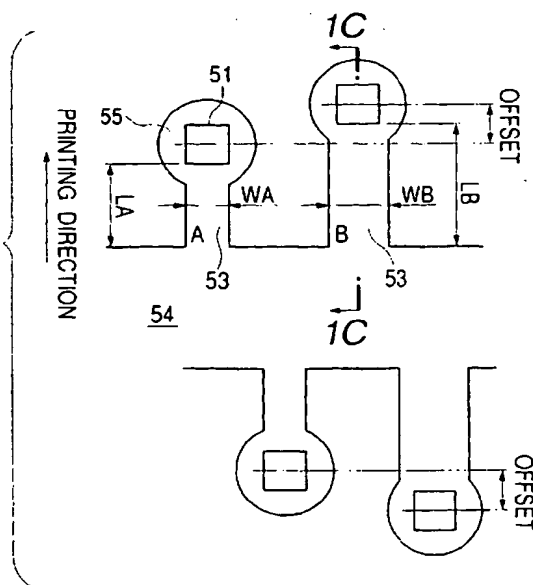 1C
51
55
OFFSET
PRINTING DIRECTION
LA
WA
WB
LB
A
B
53
53
54
1C
OFFSET